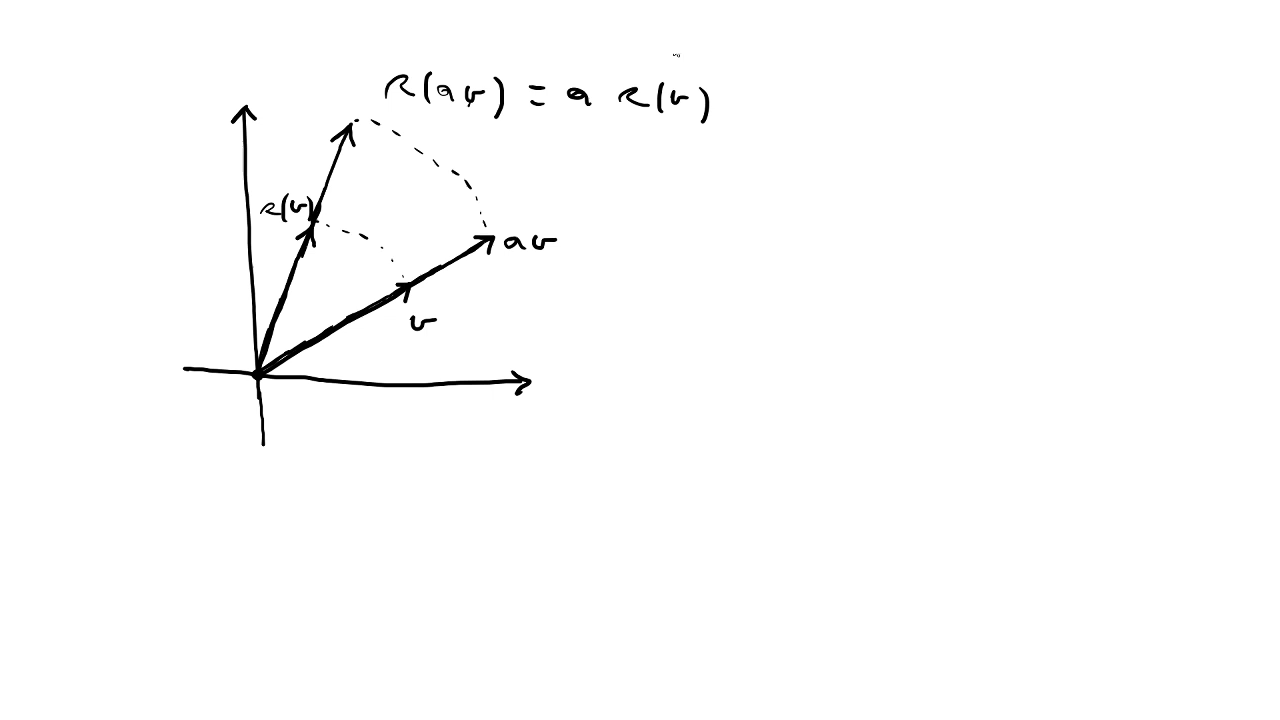 R(av) = a R(v)
R(v)
av
v